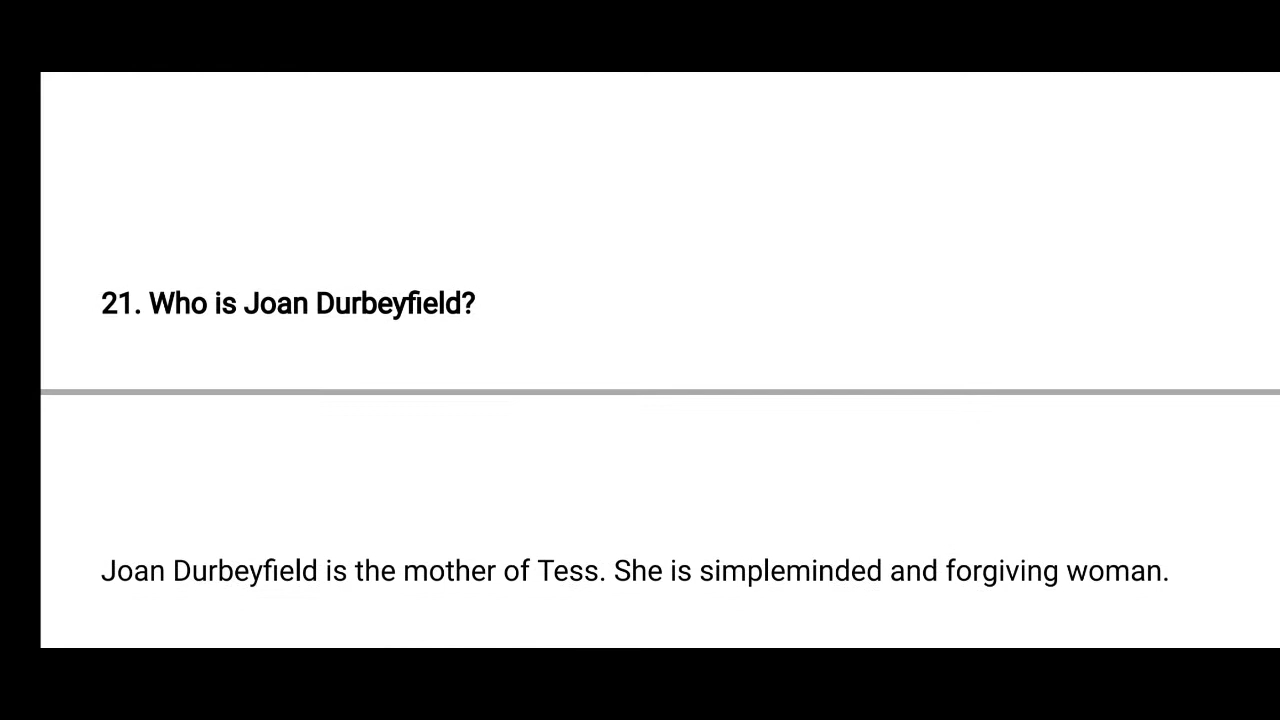 21. Who is Joan Durbeyfield?
Joan Durbeyfield is the mother of Tess. She is simpleminded and forgiving woman.